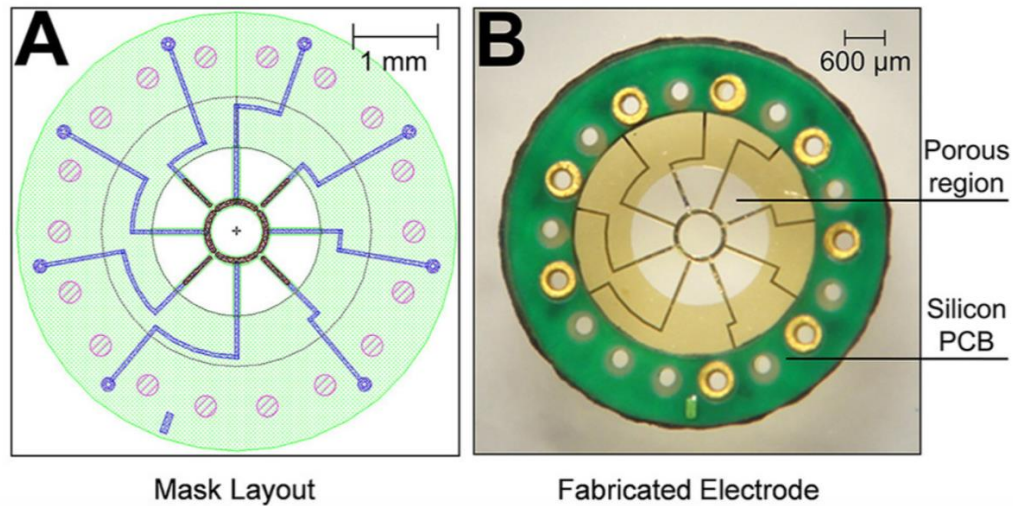 A
1 mm
B
600 µm
Porous
region
Silicon
PCB
Mask Layout
Fabricated Electrode